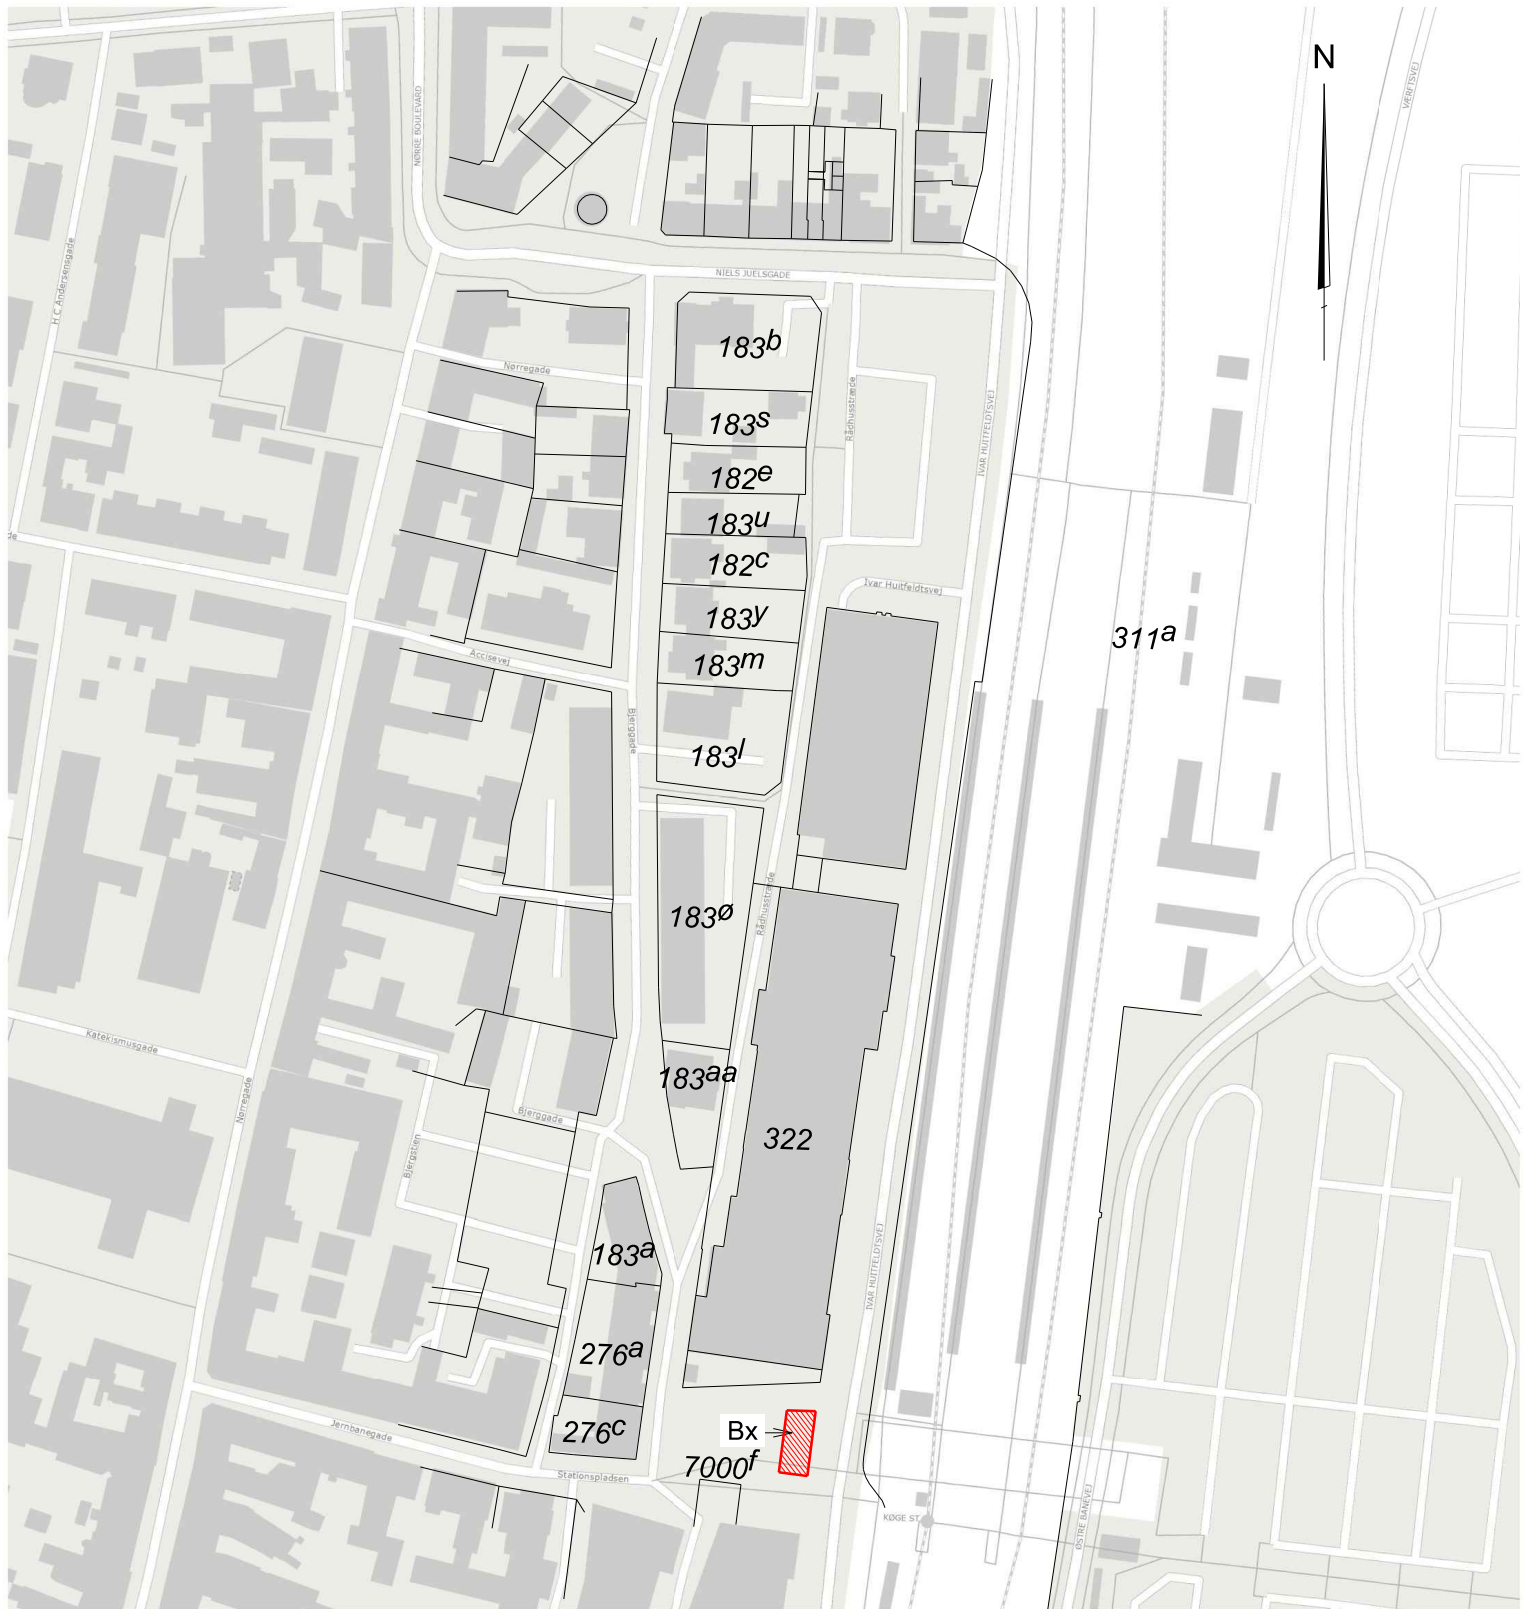 N
VÆRFTSVEJ
NØRRE BOULEVARD
H C Andersensgade
NIELS JUELSGADE
183b
Nørregade
Rådhusstræde
IVAR HUITFELDTSVEJ
183s
182e
183u
de
182c
Ivar Huitfeldtsvej
183y
311a
Accisevej
183m
Bjerggade
183l
183ø
Rådhusstræde
Katekismusgade
183aa
Nørregade
Bjerggade
322
Bjergstien
183a
IVAR HUITFELDTSVEJ
276a
Jernbanegade
276c
Bx
7000f
Stationspladsen
KØGE ST
ØSTRE BANEVEJ